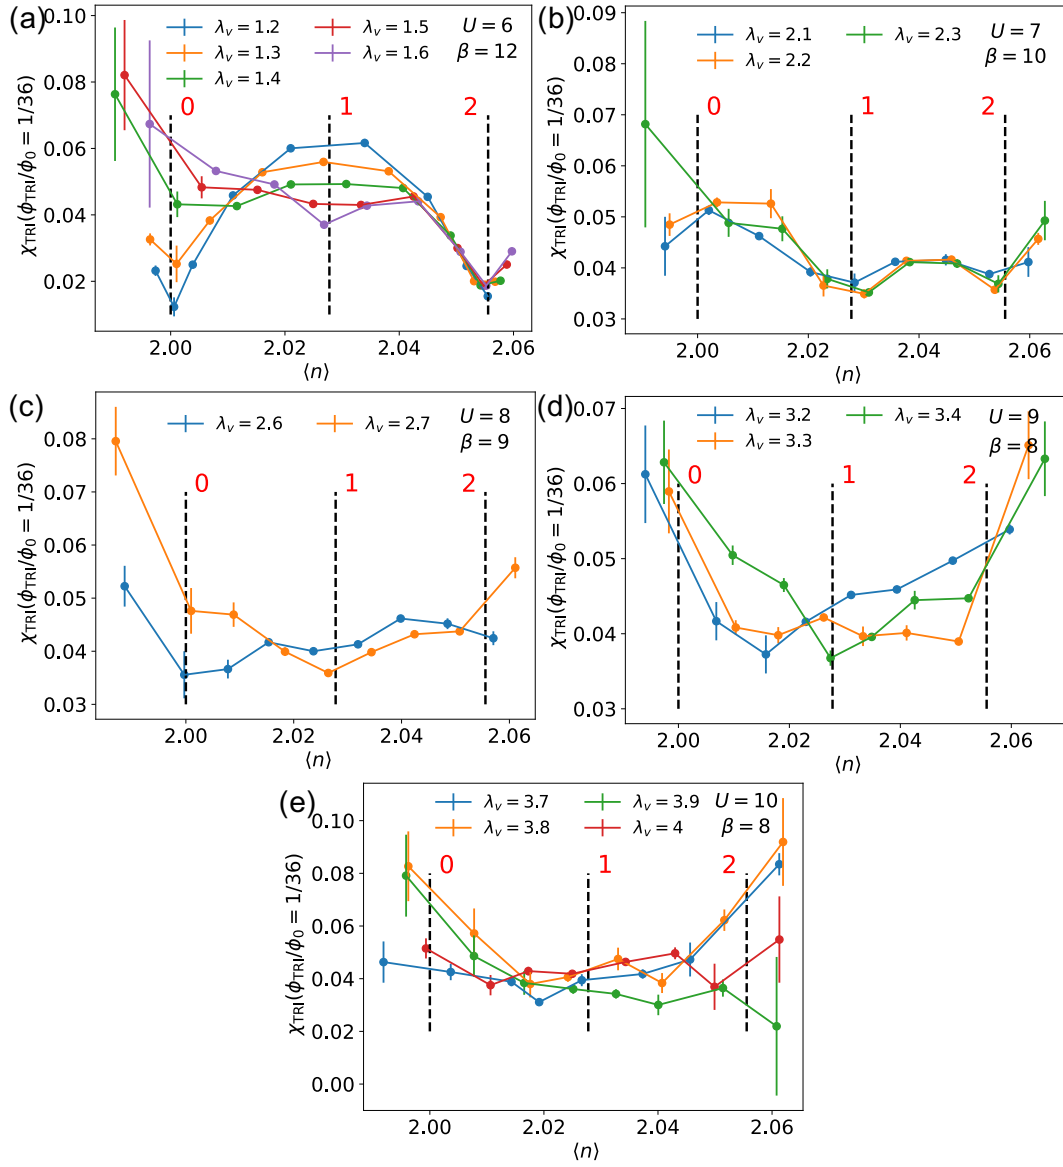 (a)
0.10
0.08
0.06
0.04
0.02
χTRI(ϕTRI/ϕ0 = 1/36)
λv = 1.2
λv = 1.3
λv = 1.4
λv = 1.5
λv = 1.6
U = 6
β = 12
0
1
2
2.00
2.02
2.04
2.06
⟨n⟩
(b)
0.09
0.08
0.07
0.06
0.05
0.04
0.03
χTRI(ϕTRI/ϕ0 = 1/36)
λv = 2.1
λv = 2.2
λv = 2.3
U = 7
β = 10
0
1
2
2.00
2.02
2.04
2.06
⟨n⟩
(c)
0.08
0.07
0.06
0.05
0.04
0.03
χTRI(ϕTRI/ϕ0 = 1/36)
λv = 2.6
λv = 2.7
U = 8
β = 9
0
1
2
2.00
2.02
2.04
2.06
⟨n⟩
(d)
0.07
0.06
0.05
0.04
0.03
χTRI(ϕTRI/ϕ0 = 1/36)
λv = 3.2
λv = 3.3
λv = 3.4
U = 9
β = 8
0
1
2
2.00
2.02
2.04
2.06
⟨n⟩
(e)
0.10
0.08
0.06
0.04
0.02
0.00
χTRI(ϕTRI/ϕ0 = 1/36)
λv = 3.7
λv = 3.8
λv = 3.9
λv = 4
U = 10
β = 8
0
1
2
2.00
2.02
2.04
2.06
⟨n⟩